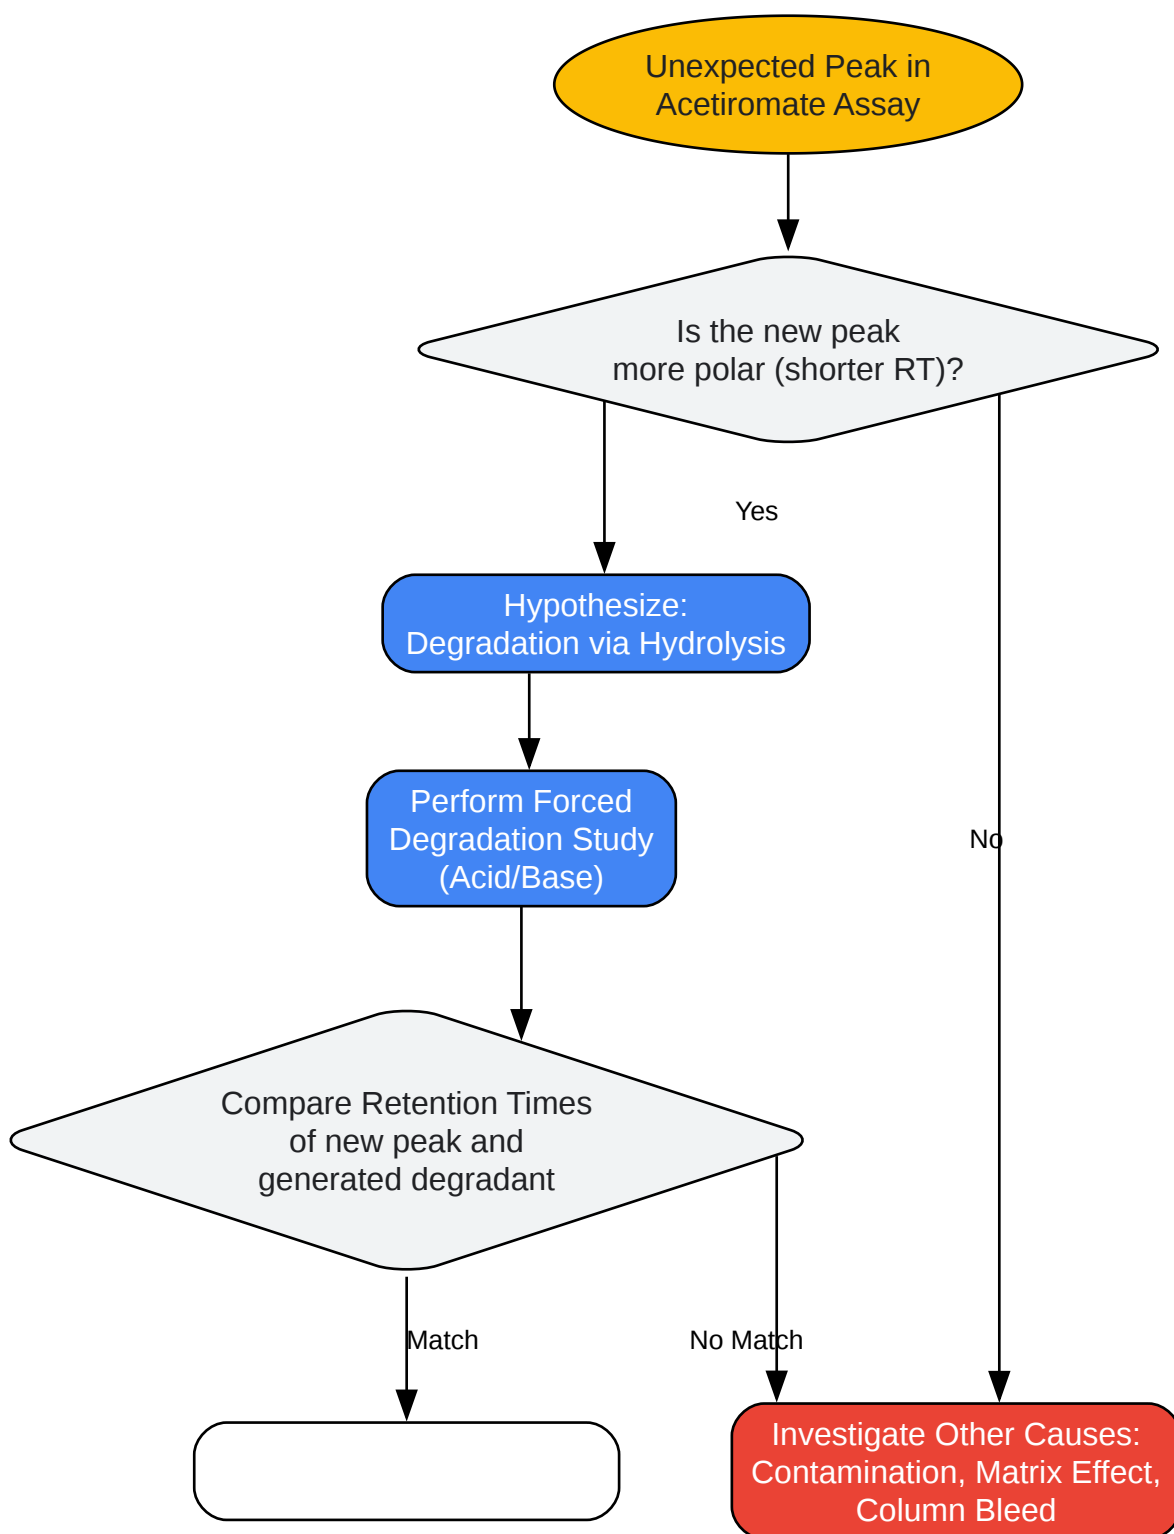 Unexpected Peak in
Acetiromate Assay
Is the new peak
more polar (shorter RT)?
Yes
Hypothesize:
Degradation via Hydrolysis
Perform Forced
Degradation Study
(Acid/Base)
No
Compare Retention Times
of new peak and
generated degradant
Match
No Match
Investigate Other Causes:
Contamination, Matrix Effect,
Column Bleed